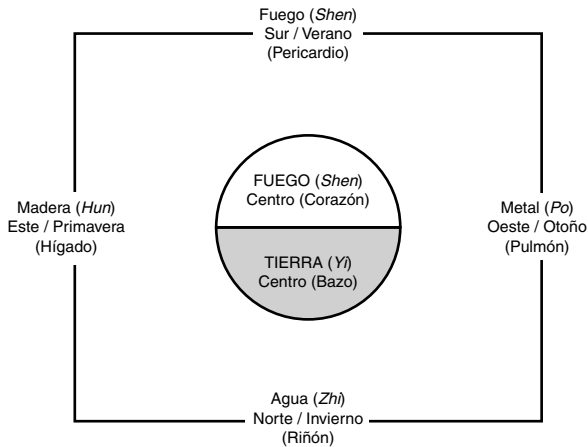 Fuego (Shen)
Sur / Verano
(Pericardio)
FUEGO (Shen)
Centro (Corazón)
Madera (Hun)
Este / Primavera
(Hígado)
Metal (Po)
Oeste / Otoño
(Pulmón)
TIERRA (Yi)
Centro (Bazo)
Agua (Zhi)
Norte / Invierno
(Riñón)